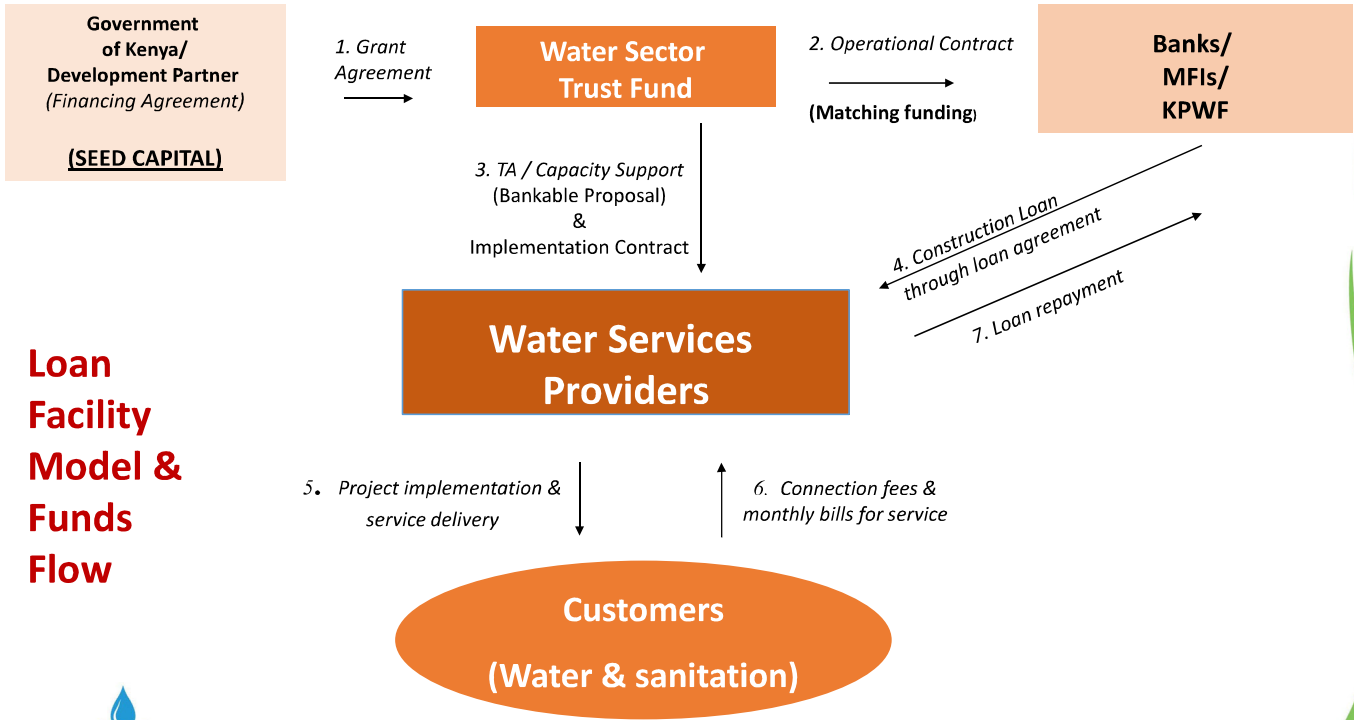 Government
of Kenya/
Development Partner
(Financing Agreement)
(SEED CAPITAL)
1. Grant
Agreement
Water Sector
Trust Fund
2. Operational Contract
(Matching funding)
Banks/
MFIs/
KPWF
3. TA / Capacity Support
(Bankable Proposal)
&
Implementation Contract
4. Construction Loan
through loan agreement
7. Loan repayment
Water Services
Providers
Loan
Facility
Model &
Funds
Flow
5. Project implementation &
service delivery
6. Connection fees &
monthly bills for service
Customers
(Water & sanitation)